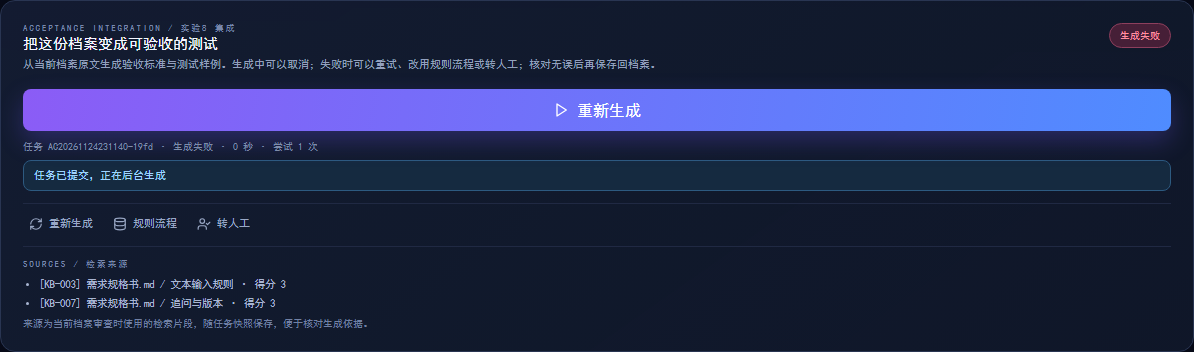 ACCEPTANCE INTEGRATION / 实验8 集成
把这份档案变成可验收的测试
生成失败
从当前档案原文生成验收标准与测试样例。生成中可以取消；失败时可以重试、改用规则流程或转人工；核对无误后再保存回档案。
重新生成
任务 AC20261124231140-19fd · 生成失败 · 0 秒 · 尝试 1 次
任务已提交，正在后台生成
重新生成 规则流程 转人工
SOURCES / 检索来源
• [KB-003] 需求规格书.md / 文本输入规则 · 得分 3
• [KB-007] 需求规格书.md / 追问与版本 · 得分 3
来源为当前档案审查时使用的检索片段，随任务快照保存，便于核对生成依据。